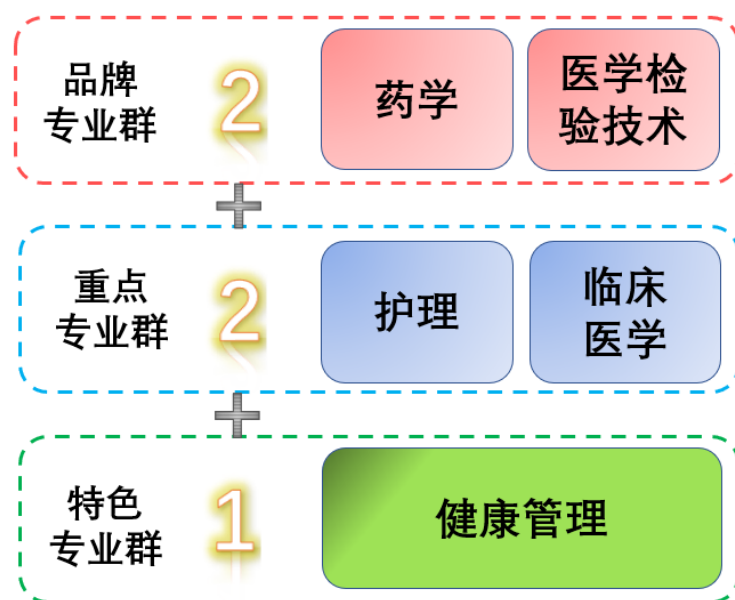 品牌
专业群
2
药学
医学检
验技术
+
重点
专业群
2
护理
临床
医学
+
特色
专业群
1
健康管理